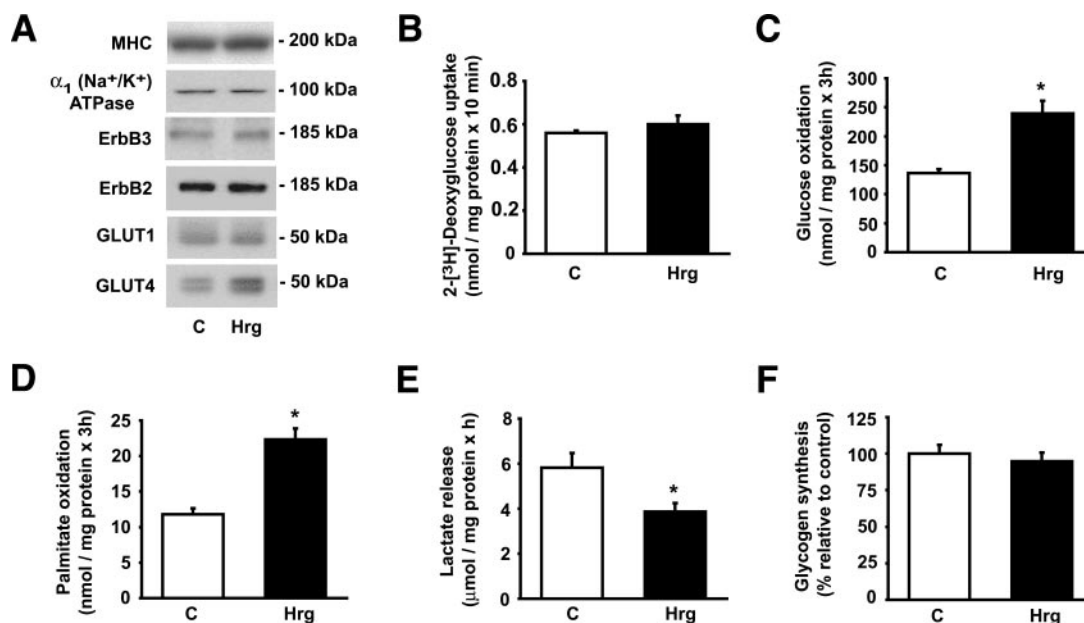 A
MHC - 200 kDa
α1 (Na+/K+) - 100 kDa
ATPase
ErbB3 - 185 kDa
ErbB2 - 185 kDa
GLUT1 - 50 kDa
GLUT4 - 50 kDa
C Hrg
B
2-[³H]-Deoxyglucose uptake
(nmol / mg protein x 10 min)
0.8
0.6
0.4
0.2
0
C Hrg
C
Glucose oxidation
(nmol / mg protein x 3h)
300
250
200
150
100
50
0
*
C Hrg
D
Palmitate oxidation
(nmol / mg protein x 3h)
25
20
15
10
5
0
*
C Hrg
E
Lactate release
(μmol / mg protein x h)
8
6
4
2
0
*
C Hrg
F
Glycogen synthesis
(% relative to control)
125
100
75
50
25
0
C Hrg